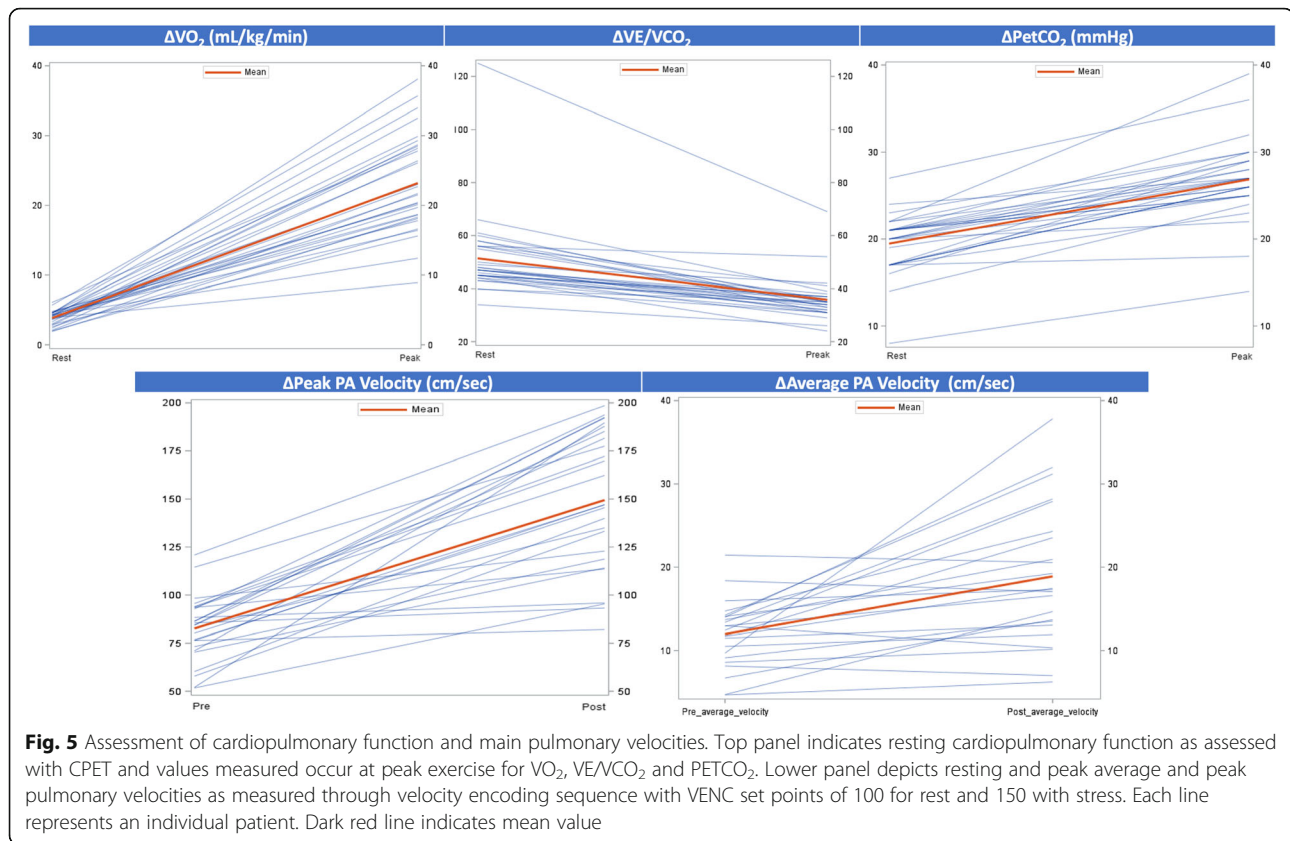 ΔVO₂ (mL/kg/min) ΔVE/VCO₂ ΔPetCO₂ (mmHg)
Mean Mean Mean
40 40 120 120 40 40
100 100
30 30 30 30
80 80
20 20 60 60 20 20
10 10 40 40 10 10
0 0 20 20
Rest Peak Rest Preak Rest Peak
ΔPeak PA Velocity (cm/sec) ΔAverage PA Velocity (cm/sec)
Mean Mean
200 200 40 40
175 175
150 150 30 30
125 125
100 100 20 20
75 75 10 10
50 50
Pre Post Pre_average_velocity Post_average_velocity
Fig. 5 Assessment of cardiopulmonary function and main pulmonary velocities. Top panel indicates resting cardiopulmonary function as assessed
with CPET and values measured occur at peak exercise for VO₂, VE/VCO₂ and PETCO₂. Lower panel depicts resting and peak average and peak
pulmonary velocities as measured through velocity encoding sequence with VENC set points of 100 for rest and 150 with stress. Each line
represents an individual patient. Dark red line indicates mean value